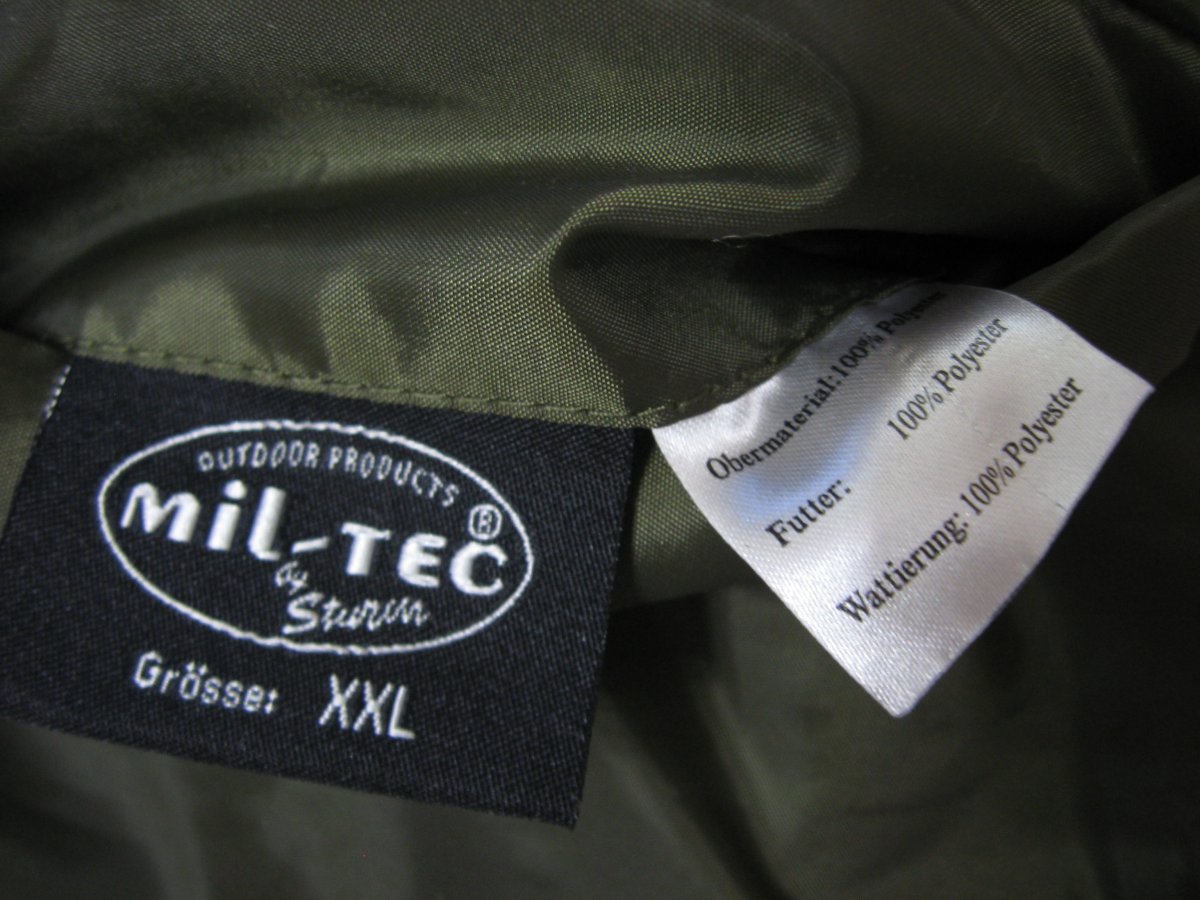 OUTDOOR PRODUCTS
MiL-TEC ®
by
Sturm
Grösse: XXL
Obermaterial:100% Polyester
Futter: 100% Polyester
Wattierung: 100% Polyester